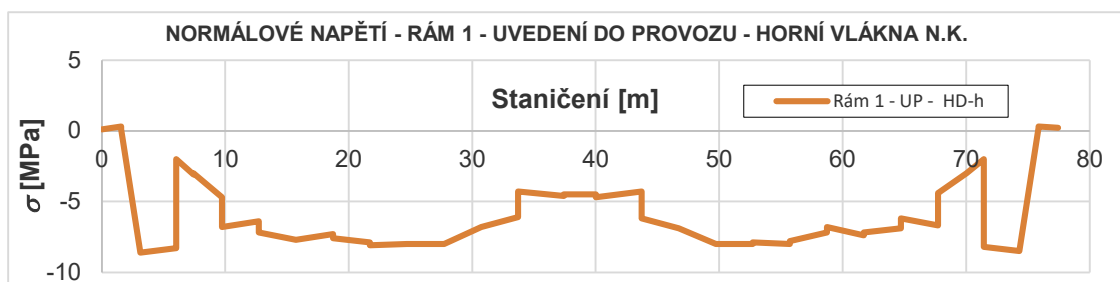 NORMÁLOVÉ NAPĚTÍ - RÁM 1 - UVEDENÍ DO PROVOZU - HORNÍ VLÁKNA N.K.
5
Staničení [m]
Rám 1 - UP - HD-h
0
0 10 20 30 40 50 60 70 80
σ [MPa]
-5
-10